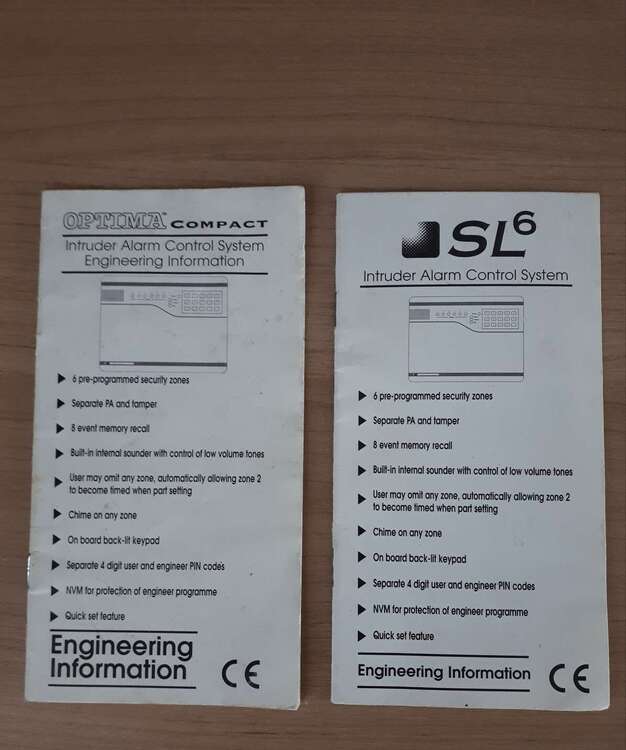 OPTIMA COMPACT
Intruder Alarm Control System
Engineering Information
6 pre-programmed security zones
Separate PA and tamper
8 event memory recall
Built-in internal sounder with control of low volume tones
User may omit any zone, automatically allowing zone 2
to become timed when part setting
Chime on any zone
On board back-lit keypad
Separate 4 digit user and engineer PIN codes
NVM for protection of engineer programme
Quick set feature
Engineering
Information
CE
SL6
Intruder Alarm Control System
6 pre-programmed security zones
Separate PA and tamper
8 event memory recall
Built-in internal sounder with control of low volume tones
User may omit any zone, automatically allowing zone 2
to become timed when part setting
Chime on any zone
On board back-lit keypad
Separate 4 digit user and engineer PIN codes
NVM for protection of engineer programme
Quick set feature
Engineering Information
CE